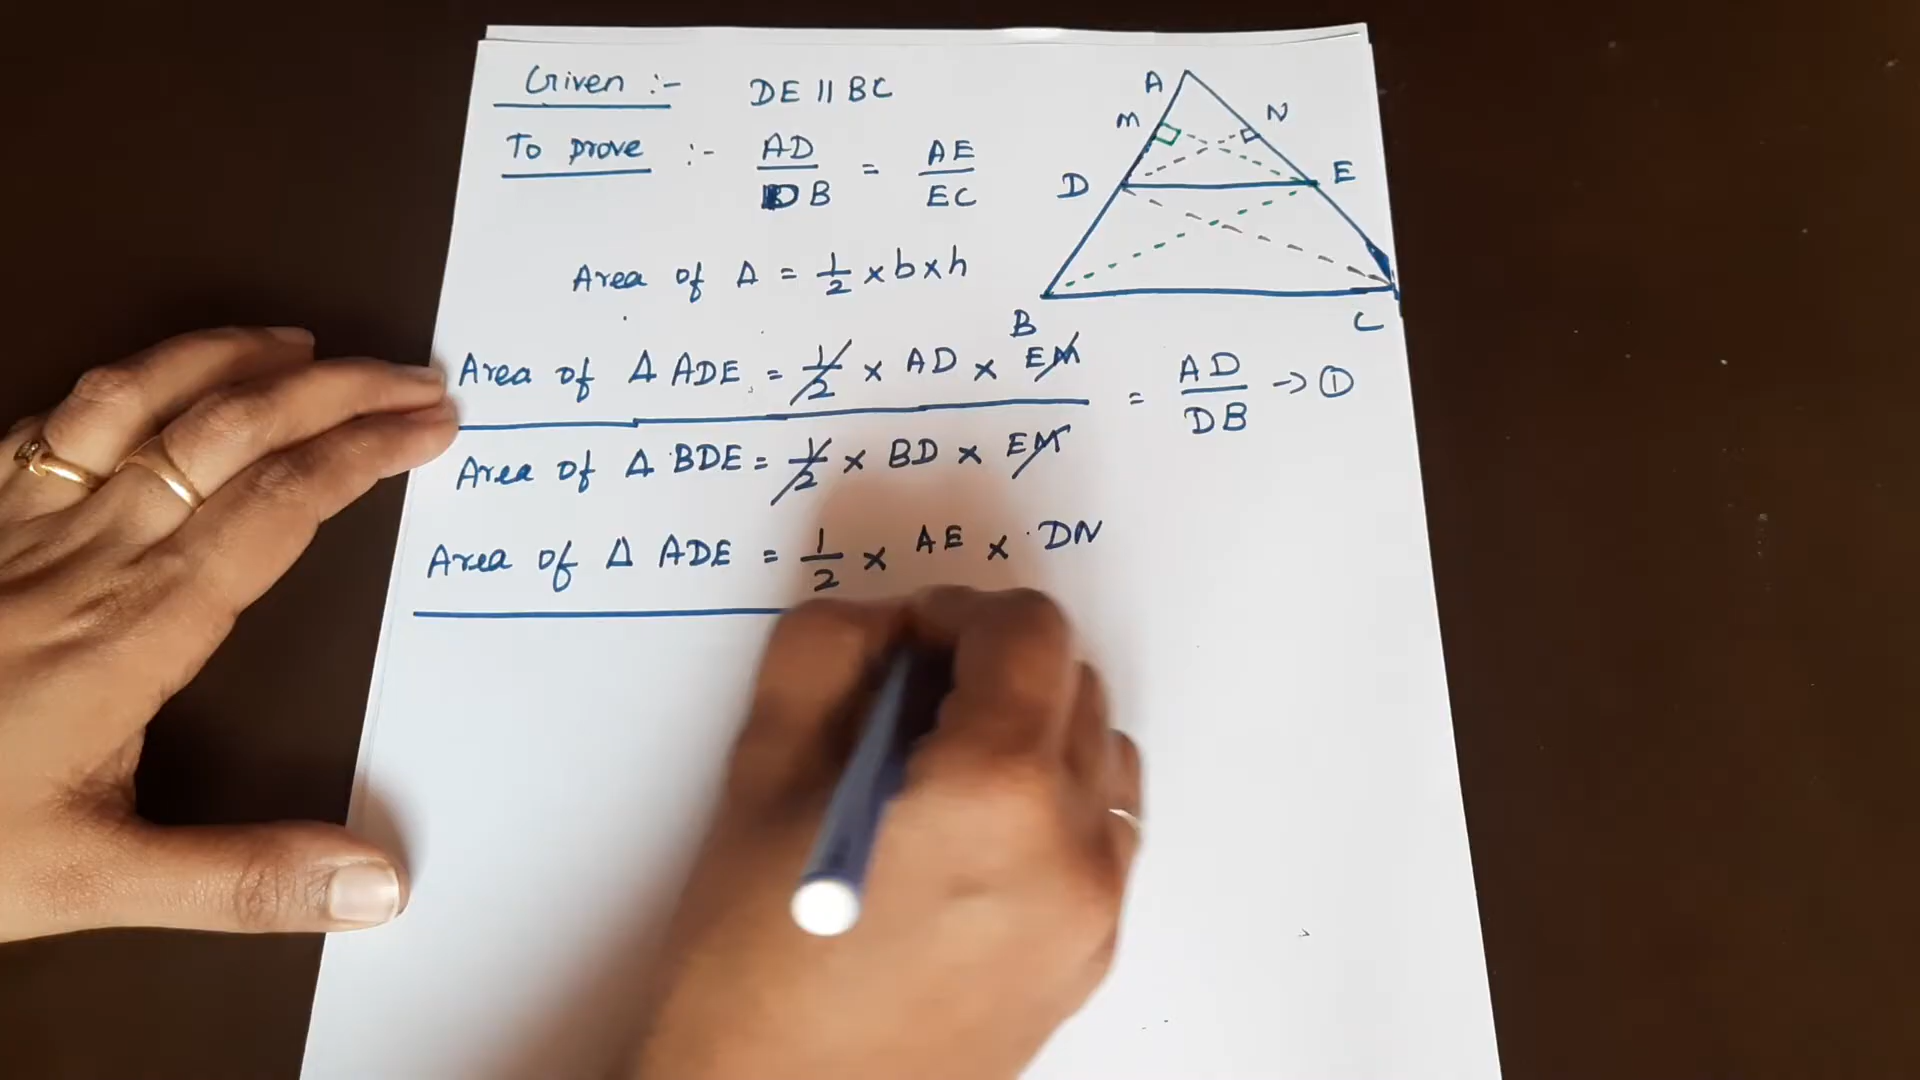 Given :- DE || BC
To prove :- AD/DB = AE/EC
A
M
N
D
E
B
C
Area of Δ = 1/2 × b × h
Area of Δ ADE = 1/2 × AD × EM
Area of Δ BDE = 1/2 × BD × EM
= AD/DB → ①
Area of Δ ADE = 1/2 × AE × DN